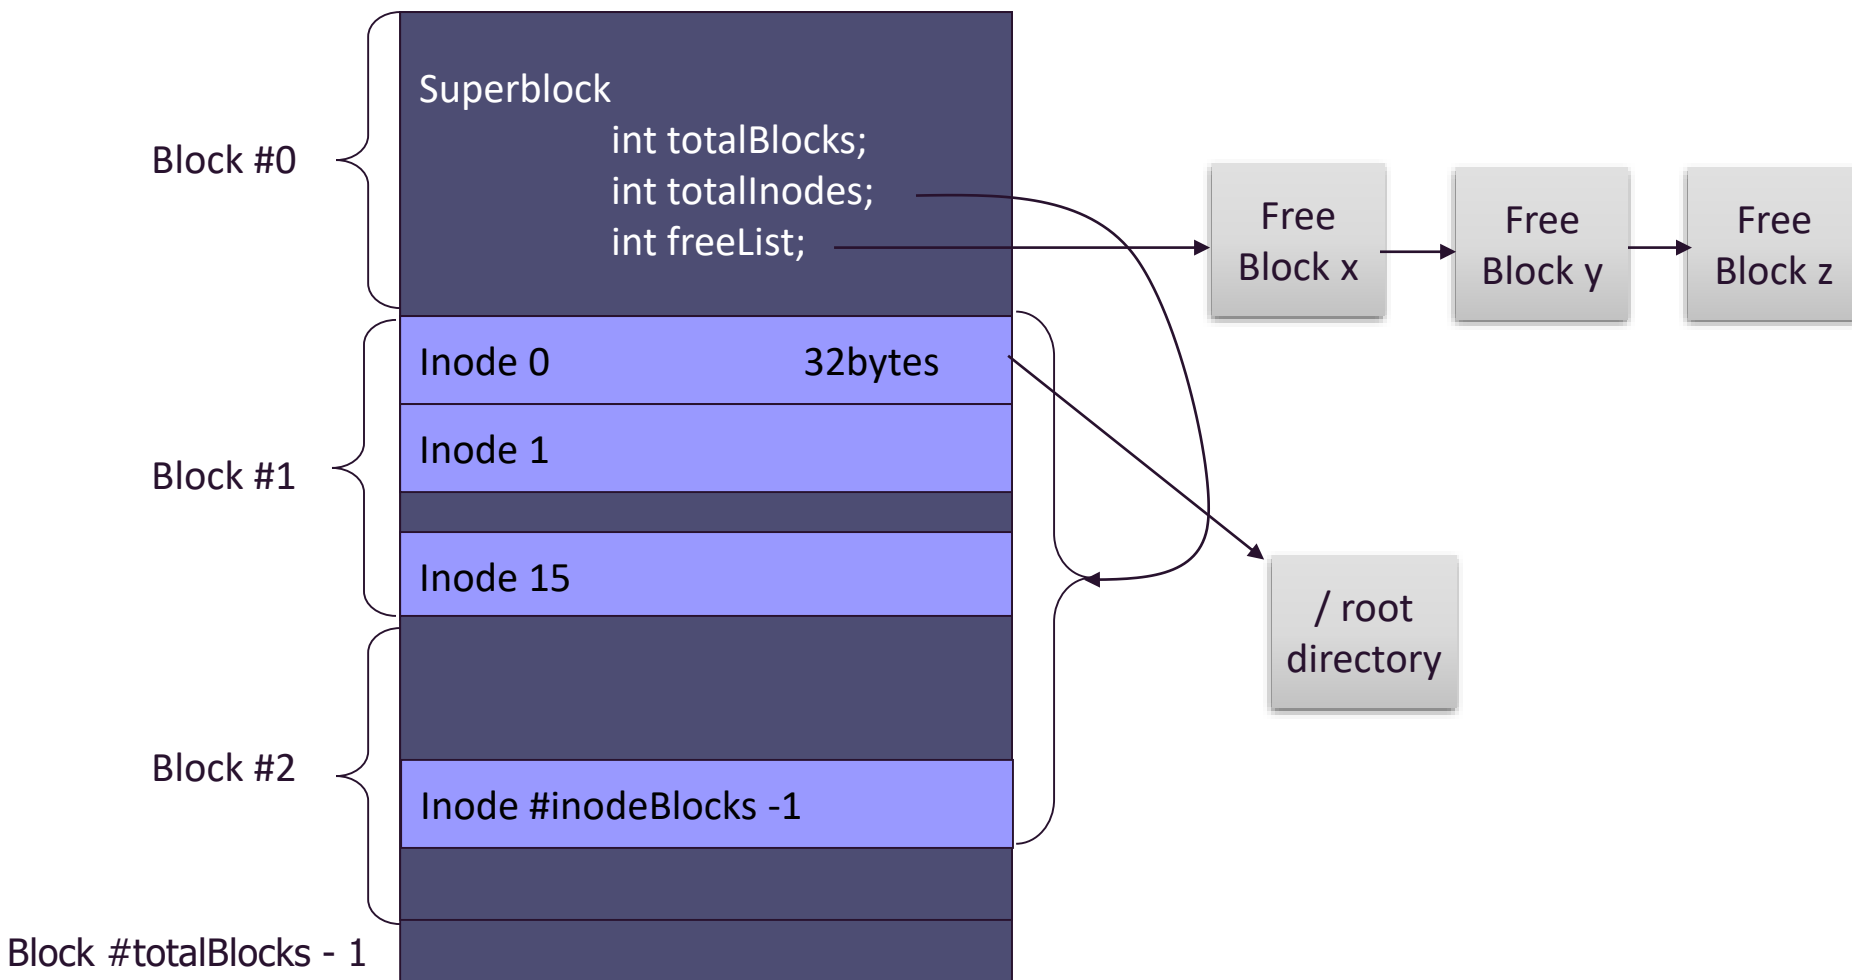 Superblock
int totalBlocks;
int totalInodes;
int freeList;
Block #0
Free
Block x
Free
Block y
Free
Block z
Inode 0 32bytes
Inode 1
Block #1
Inode 15
/ root
directory
Block #2
Inode #inodeBlocks -1
Block #totalBlocks - 1